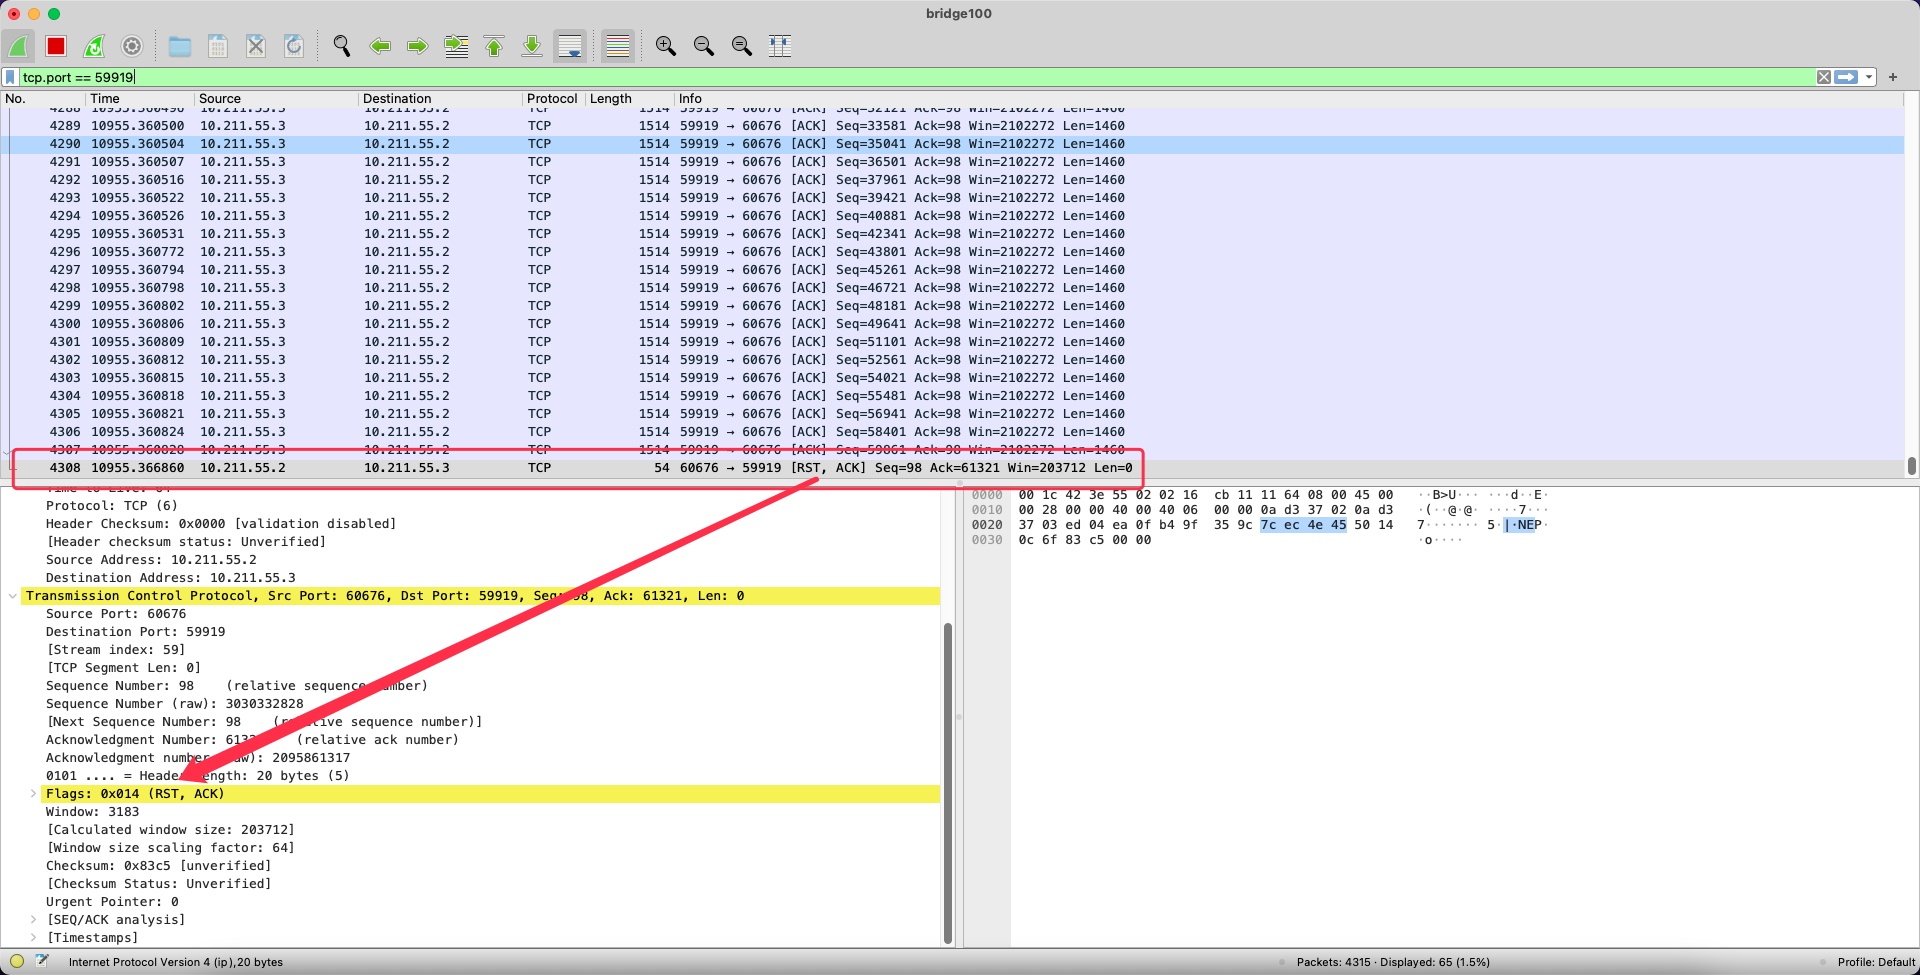 bridge100
tcp.port == 59919
No. Time Source Destination Protocol Length Info
4288 10955.360496 10.211.55.3 10.211.55.2 TCP 1514 59919 → 60676 [ACK] Seq=32121 Ack=98 Win=2102272 Len=1460
4289 10955.360500 10.211.55.3 10.211.55.2 TCP 1514 59919 → 60676 [ACK] Seq=33581 Ack=98 Win=2102272 Len=1460
4290 10955.360504 10.211.55.3 10.211.55.2 TCP 1514 59919 → 60676 [ACK] Seq=35041 Ack=98 Win=2102272 Len=1460
4291 10955.360507 10.211.55.3 10.211.55.2 TCP 1514 59919 → 60676 [ACK] Seq=36501 Ack=98 Win=2102272 Len=1460
4292 10955.360516 10.211.55.3 10.211.55.2 TCP 1514 59919 → 60676 [ACK] Seq=37961 Ack=98 Win=2102272 Len=1460
4293 10955.360522 10.211.55.3 10.211.55.2 TCP 1514 59919 → 60676 [ACK] Seq=39421 Ack=98 Win=2102272 Len=1460
4294 10955.360526 10.211.55.3 10.211.55.2 TCP 1514 59919 → 60676 [ACK] Seq=40881 Ack=98 Win=2102272 Len=1460
4295 10955.360531 10.211.55.3 10.211.55.2 TCP 1514 59919 → 60676 [ACK] Seq=42341 Ack=98 Win=2102272 Len=1460
4296 10955.360772 10.211.55.3 10.211.55.2 TCP 1514 59919 → 60676 [ACK] Seq=43801 Ack=98 Win=2102272 Len=1460
4297 10955.360794 10.211.55.3 10.211.55.2 TCP 1514 59919 → 60676 [ACK] Seq=45261 Ack=98 Win=2102272 Len=1460
4298 10955.360798 10.211.55.3 10.211.55.2 TCP 1514 59919 → 60676 [ACK] Seq=46721 Ack=98 Win=2102272 Len=1460
4299 10955.360802 10.211.55.3 10.211.55.2 TCP 1514 59919 → 60676 [ACK] Seq=48181 Ack=98 Win=2102272 Len=1460
4300 10955.360806 10.211.55.3 10.211.55.2 TCP 1514 59919 → 60676 [ACK] Seq=49641 Ack=98 Win=2102272 Len=1460
4301 10955.360809 10.211.55.3 10.211.55.2 TCP 1514 59919 → 60676 [ACK] Seq=51101 Ack=98 Win=2102272 Len=1460
4302 10955.360812 10.211.55.3 10.211.55.2 TCP 1514 59919 → 60676 [ACK] Seq=52561 Ack=98 Win=2102272 Len=1460
4303 10955.360815 10.211.55.3 10.211.55.2 TCP 1514 59919 → 60676 [ACK] Seq=54021 Ack=98 Win=2102272 Len=1460
4304 10955.360818 10.211.55.3 10.211.55.2 TCP 1514 59919 → 60676 [ACK] Seq=55481 Ack=98 Win=2102272 Len=1460
4305 10955.360821 10.211.55.3 10.211.55.2 TCP 1514 59919 → 60676 [ACK] Seq=56941 Ack=98 Win=2102272 Len=1460
4306 10955.360824 10.211.55.3 10.211.55.2 TCP 1514 59919 → 60676 [ACK] Seq=58401 Ack=98 Win=2102272 Len=1460
4307 10955.360828 10.211.55.3 10.211.55.2 TCP 1514 59919 → 60676 [ACK] Seq=59861 Ack=98 Win=2102272 Len=1460
4308 10955.366860 10.211.55.2 10.211.55.3 TCP 54 60676 → 59919 [RST, ACK] Seq=98 Ack=61321 Win=203712 Len=0
Time to Live: 64
Protocol: TCP (6)
Header Checksum: 0x0000 [validation disabled]
[Header checksum status: Unverified]
Source Address: 10.211.55.2
Destination Address: 10.211.55.3
Transmission Control Protocol, Src Port: 60676, Dst Port: 59919, Seq: 98, Ack: 61321, Len: 0
Source Port: 60676
Destination Port: 59919
[Stream index: 59]
[TCP Segment Len: 0]
Sequence Number: 98 (relative sequence number)
Sequence Number (raw): 3030332828
[Next Sequence Number: 98 (relative sequence number)]
Acknowledgment Number: 61321 (relative ack number)
Acknowledgment number (raw): 2095861317
0101 .... = Header Length: 20 bytes (5)
Flags: 0x014 (RST, ACK)
Window: 3183
[Calculated window size: 203712]
[Window size scaling factor: 64]
Checksum: 0x83c5 [unverified]
[Checksum Status: Unverified]
Urgent Pointer: 0
[SEQ/ACK analysis]
[Timestamps]
0000 00 1c 42 3e 55 02 02 16 cb 11 11 64 08 00 45 00 ··B>U··· ···d··E·
0010 00 28 00 00 40 00 40 06 00 00 0a d3 37 02 0a d3 ·(··@·@· ····7···
0020 37 03 ed 04 ea 0f b4 9f 35 9c 7c ec 4e 45 50 14 7······· 5·|·NEP·
0030 0c 6f 83 c5 00 00 ·o····
Internet Protocol Version 4 (ip), 20 bytes
Packets: 4315 · Displayed: 65 (1.5%)
Profile: Default